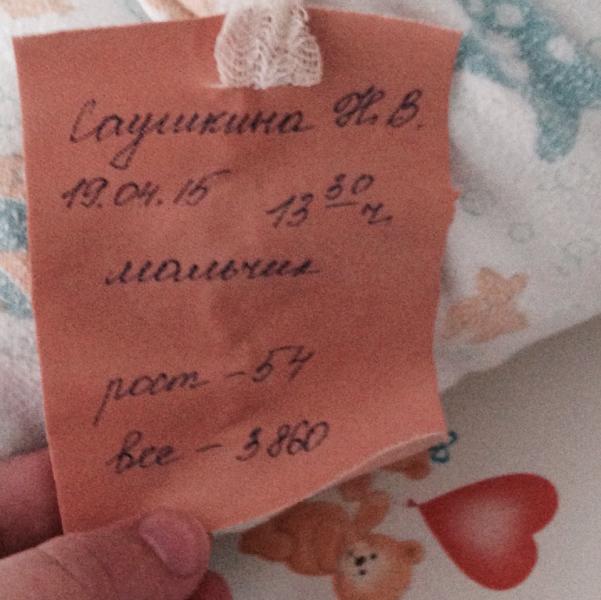 Саушкина Н.В.
19.04.15 13 30 ч.
мальчик
рост - 54
вес - 3860